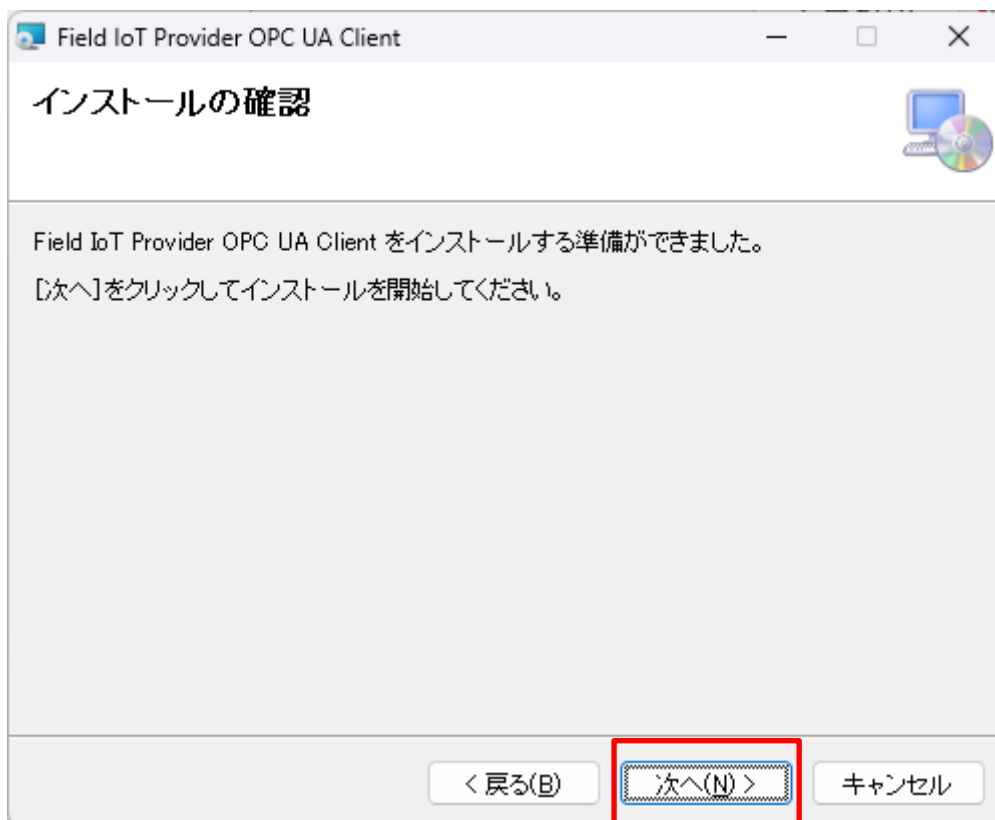 Field IoT Provider OPC UA Client
インストールの確認
Field IoT Provider OPC UA Client をインストールする準備ができました。
[次へ]をクリックしてインストールを開始してください。
< 戻る(B)
次へ(N) >
キャンセル